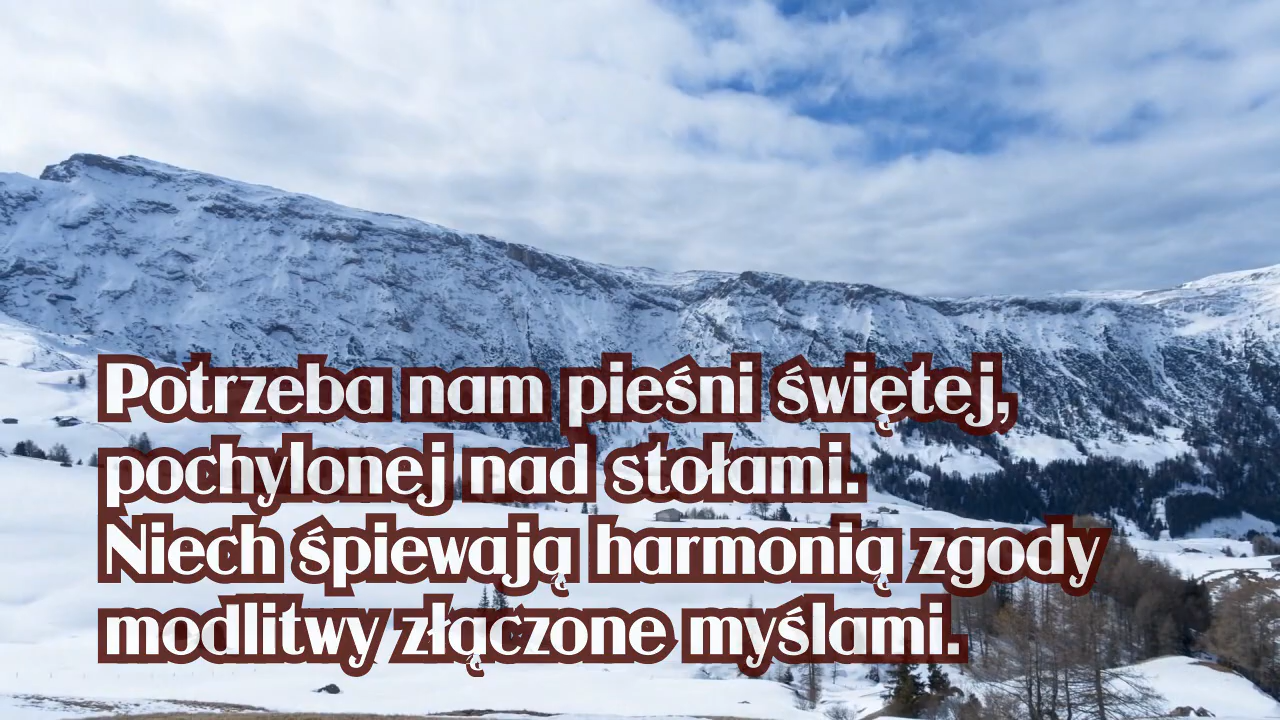 Potrzeba nam pieśni świętej,
pochylonej nad stołami.
Niech śpiewają harmonią zgody
modlitwy złączone myślami.